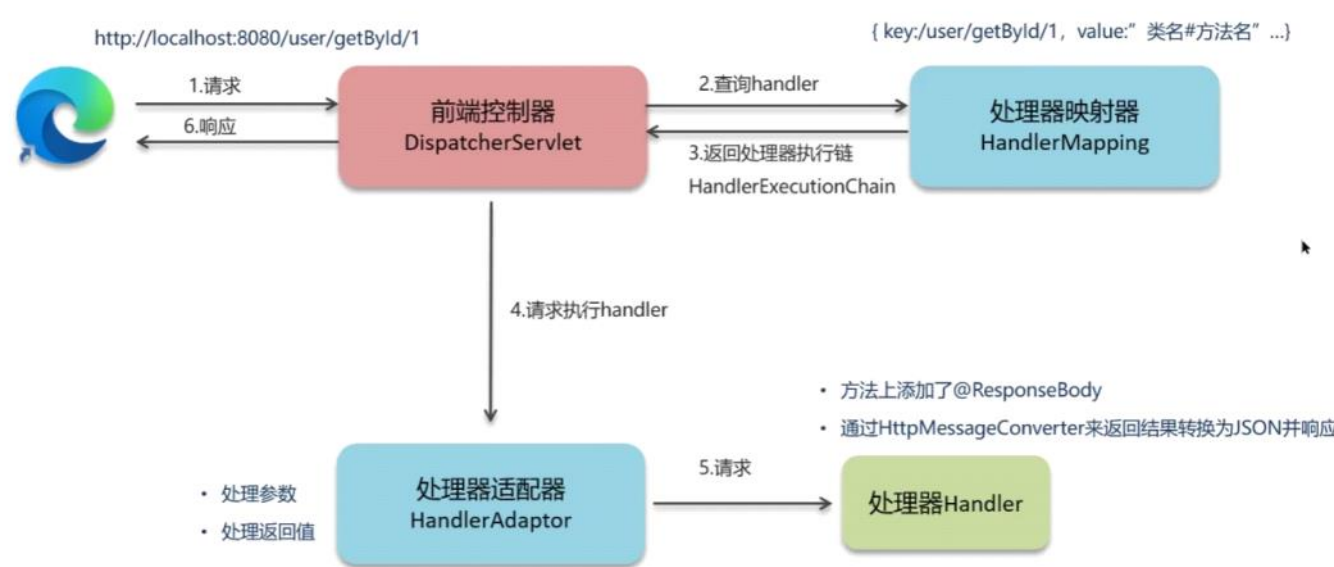 http://localhost:8080/user/getById/1
{ key:/user/getById/1，value:”类名#方法名”...}
1.请求
6.响应
前端控制器
DispatcherServlet
2.查询handler
3.返回处理器执行链
HandlerExecutionChain
处理器映射器
HandlerMapping
4.请求执行handler
• 方法上添加了@ResponseBody
• 通过HttpMessageConverter来返回结果转换为JSON并响应
• 处理参数
• 处理返回值
处理器适配器
HandlerAdaptor
5.请求
处理器Handler